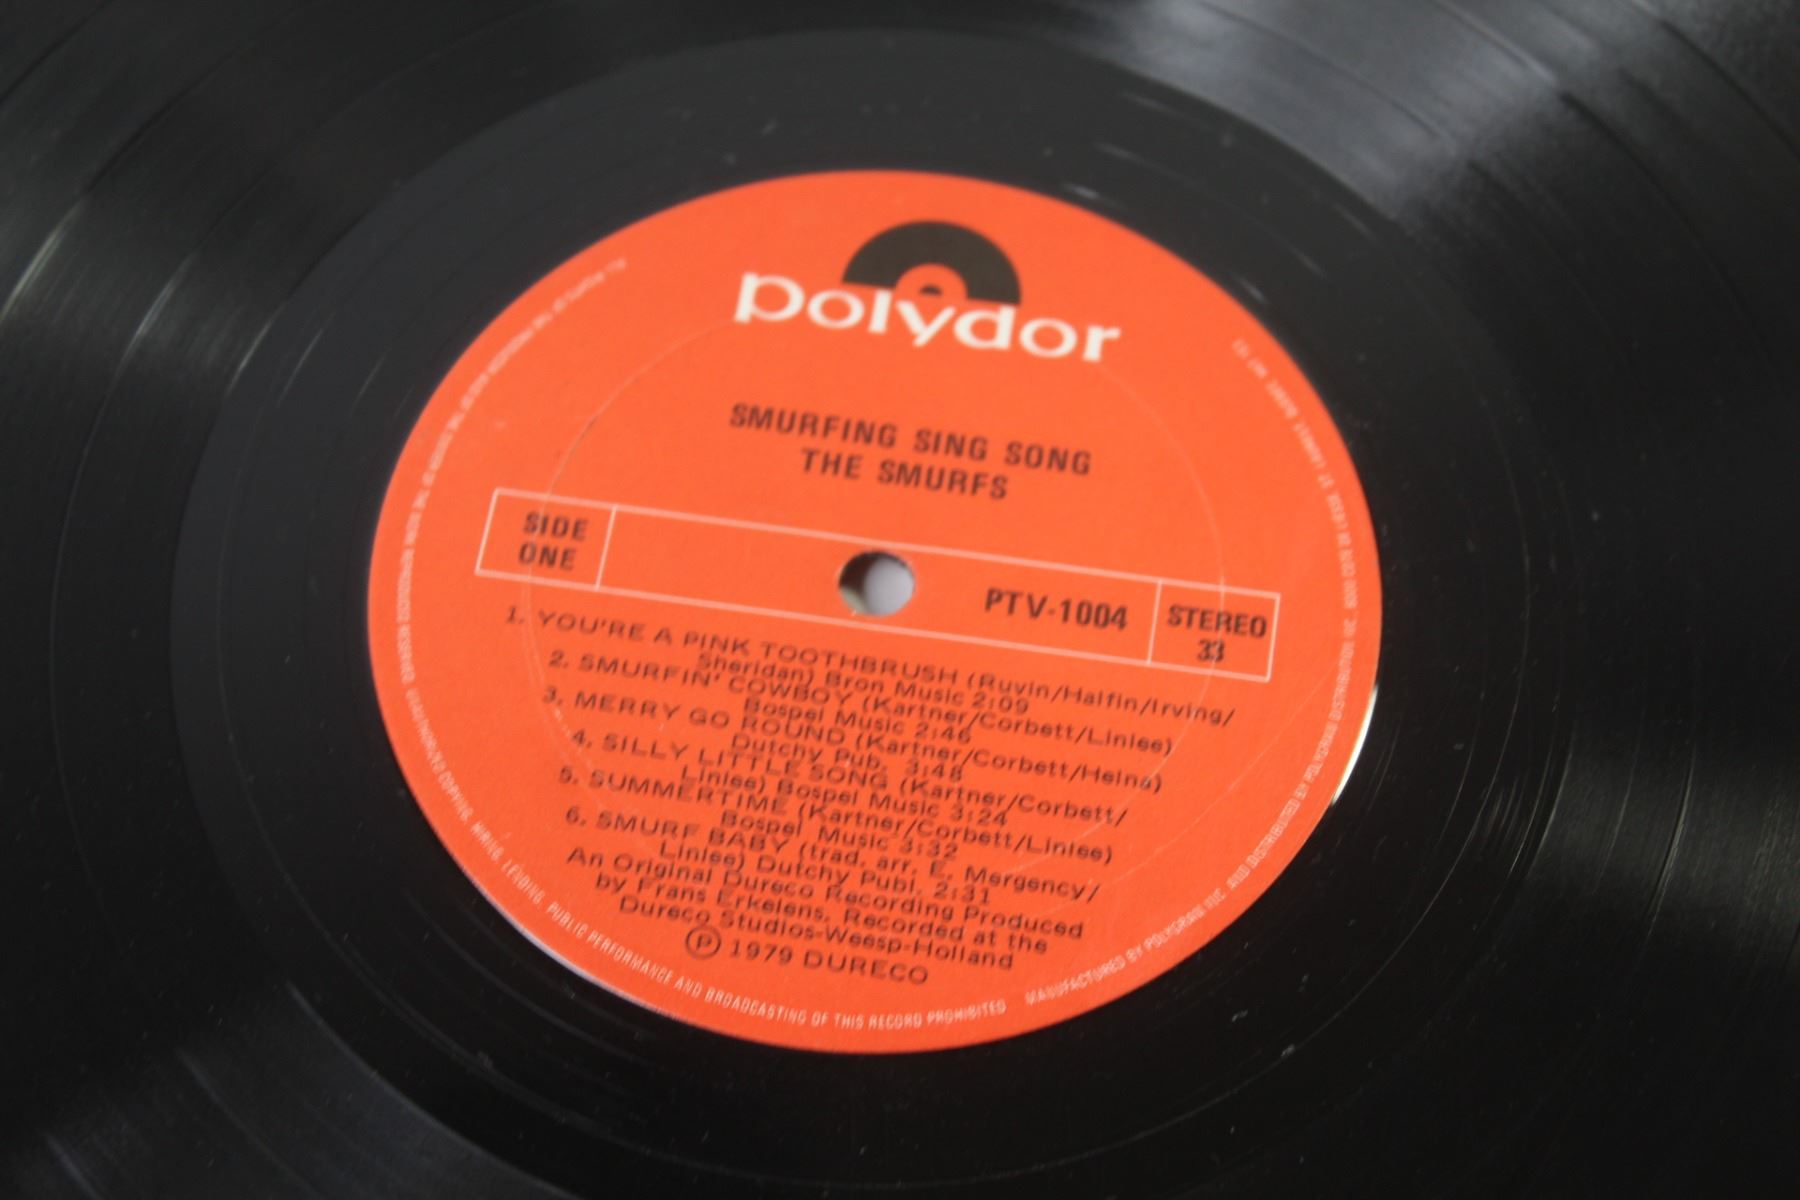 polydor
SMURFING SING SONG
THE SMURFS
SIDE
ONE
PTV-1004
STEREO
33
1. YOU'RE A PINK TOOTHBRUSH (Ruvin/Halfin/Irving/
Sheridan) Bron Music 2:09
2. SMURFIN' COWBOY (Kartner/Corbett/Linlee)
Bospel Music 2:46
3. MERRY GO ROUND (Kartner/Corbett/Heins)
Dutchy Pub. 3:48
4. SILLY LITTLE SONG (Kartner/Corbett/
Linlee) Bospel Music 3:24
5. SUMMERTIME (Kartner/Corbett/Linlee)
Bospel Music 3:32
6. SMURF BABY (trad. arr. E. Mergency/
Linlee) Dutchy Publ. 2:31
An Original Dureco Recording Produced
by Frans Erkelens. Recorded at the
Dureco Studios-Weesp-Holland
℗ 1979 DURECO
RESERVED UNAUTHORISED COPYING, HIRING, LENDING, PUBLIC PERFORMANCE AND BROADCASTING OF THIS RECORD PROHIBITED
MANUFACTURED BY POLYGRAM INC. AND DISTRIBUTED BY